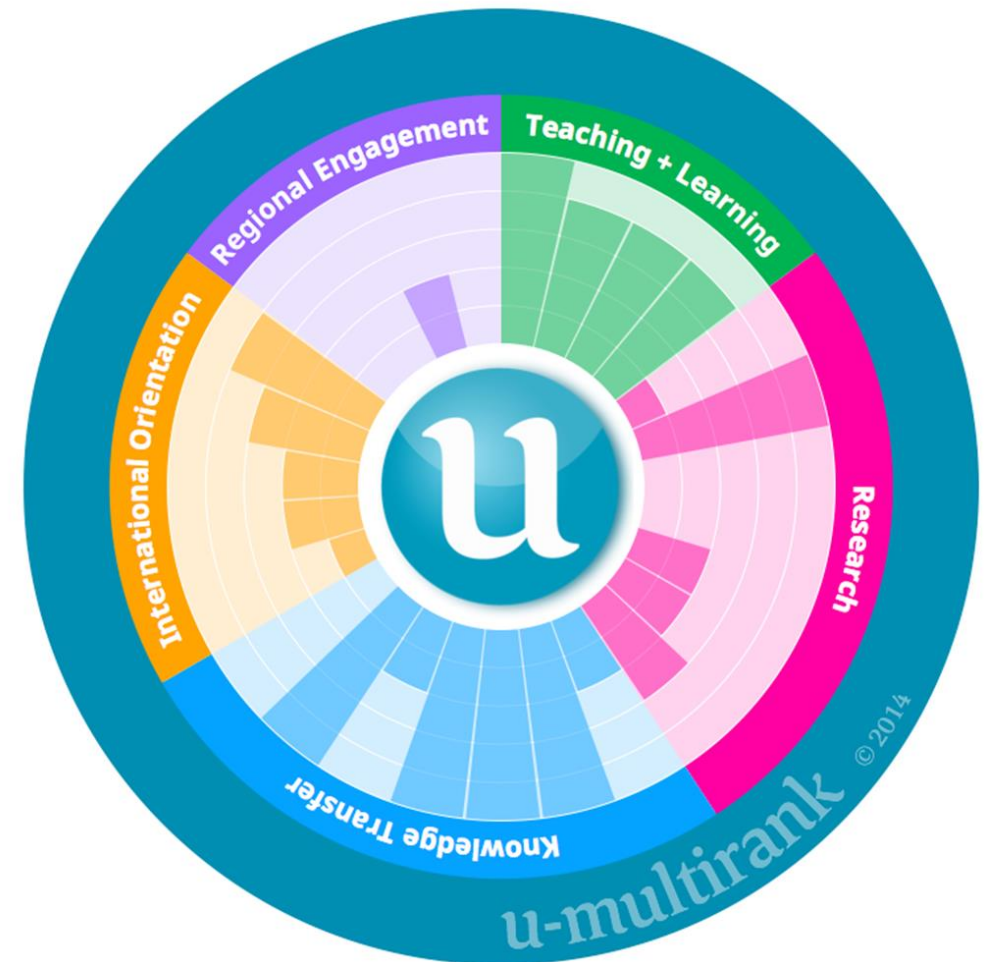 Regional Engagement
Teaching + Learning
International Orientation
Research
Knowledge Transfer
u
© 2014
u-multirank